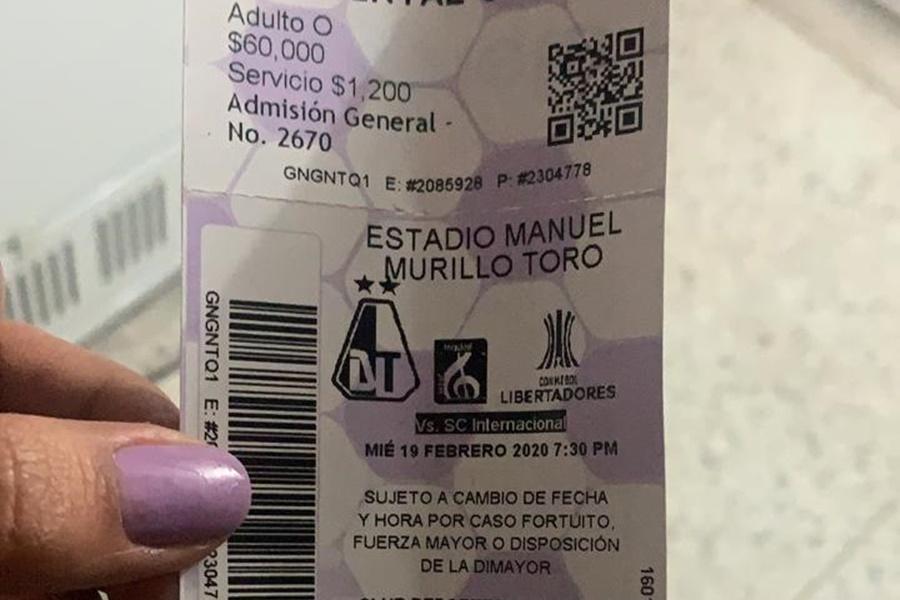 Adulto O
$60,000
Servicio $1,200
Admisión General -
No. 2670
GNGNTQ1 E: #2085928 P: #2304778
ESTADIO MANUEL
MURILLO TORO
GNGNTQ1 E: #2
DT
CONMEBOL
LIBERTADORES
Vs. SC Internacional
MIÉ 19 FEBRERO 2020 7:30 PM
SUJETO A CAMBIO DE FECHA
Y HORA POR CASO FORTUITO,
FUERZA MAYOR O DISPOSICIÓN
DE LA DIMAYOR